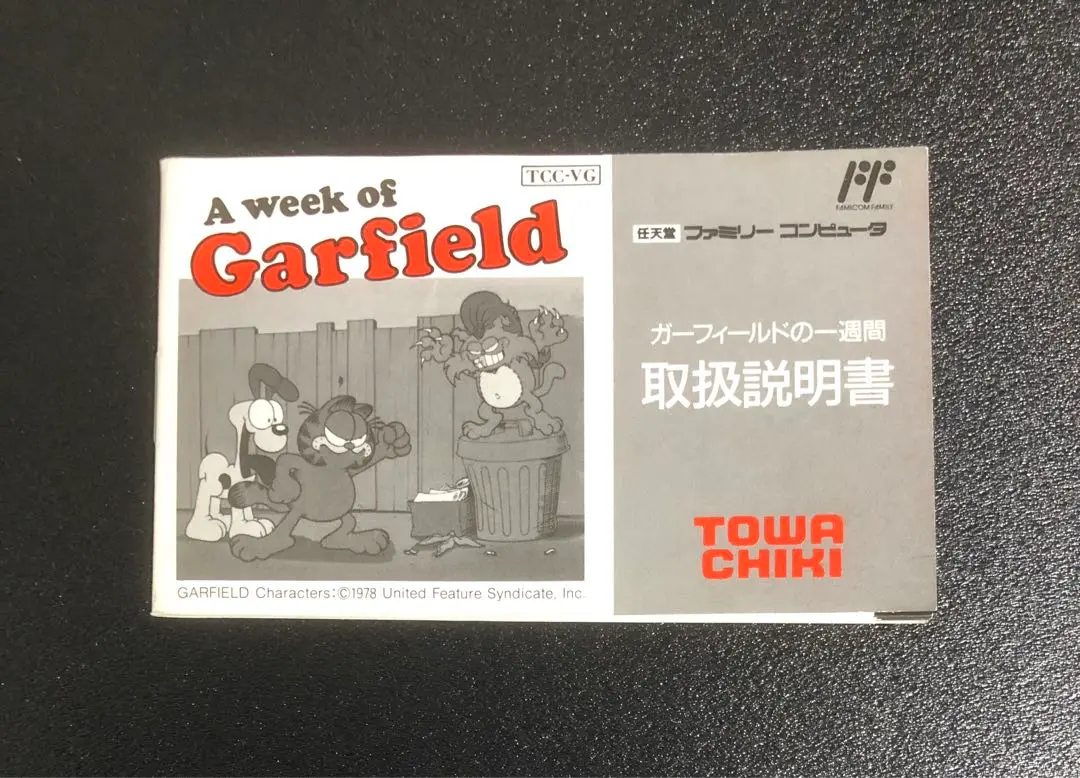 A week of
Garfield
TCC-VG
GARFIELD Characters:©1978 United Feature Syndicate, Inc.
FAMICOM FAMILY
任天堂 ファミリー コンピュータ
ガーフィールドの一週間
取扱説明書
TOWA
CHIKI